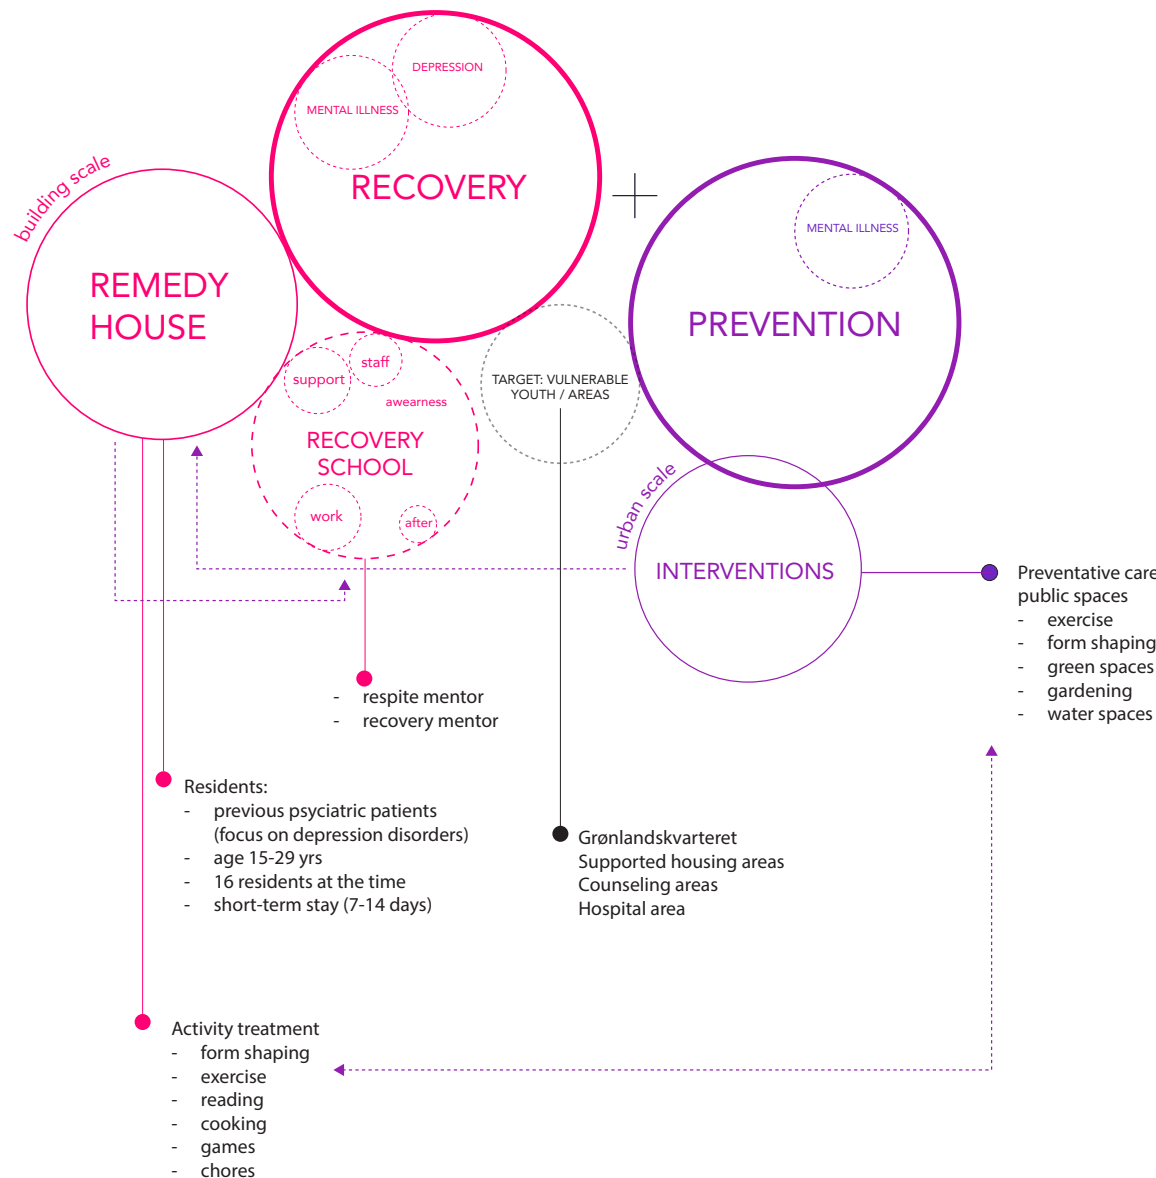 DEPRESSION
MENTAL ILLNESS
RECOVERY
building scale
REMEDY
HOUSE
MENTAL ILLNESS
PREVENTION
staff
support
awearness
RECOVERY
SCHOOL
work
after
TARGET: VULNERABLE
YOUTH / AREAS
urban scale
INTERVENTIONS
Preventative care
public spaces
- exercise
- form shaping
- green spaces
- gardening
- water spaces
- respite mentor
- recovery mentor
Residents:
- previous psyciatric patients
(focus on depression disorders)
- age 15-29 yrs
- 16 residents at the time
- short-term stay (7-14 days)
Grønlandskvarteret
Supported housing areas
Counseling areas
Hospital area
Activity treatment
- form shaping
- exercise
- reading
- cooking
- games
- chores